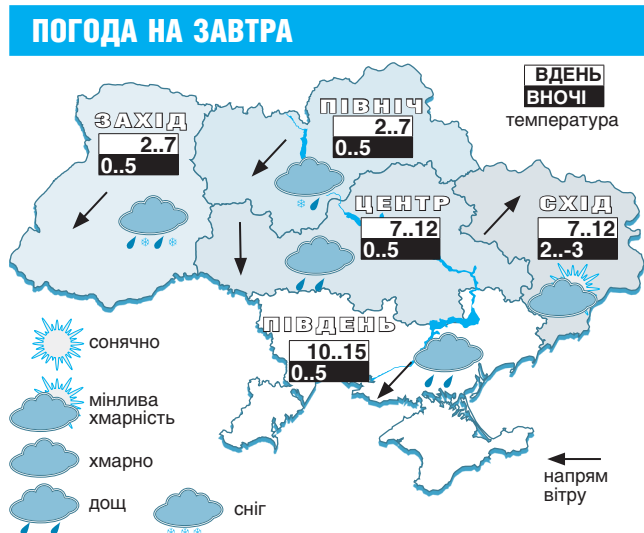 ПОГОДА НА ЗАВТРА
ВДЕНЬ
ВНОЧІ
температура
ЗАХІД
2..7
0..5
ПІВНІЧ
2..7
0..5
ЦЕНТР
7..12
0..5
СХІД
7..12
2..-3
ПІВДЕНЬ
10..15
0..5
сонячно
мінлива
хмарність
хмарно
дощ
сніг
напрям
вітру